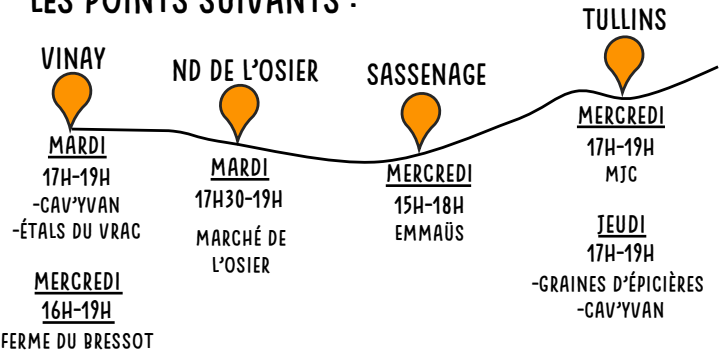 LES POINTS SUIVANTS :
VINAY
MARDI
17H-19H
-CAV'YVAN
-ÉTALS DU VRAC
MERCREDI
16H-19H
FERME DU BRESSOT
ND DE L'OSIER
MARDI
17H30-19H
MARCHÉ DE
L'OSIER
SASSENAGE
MERCREDI
15H-18H
EMMAÜS
TULLINS
MERCREDI
17H-19H
MJC
JEUDI
17H-19H
-GRAINES D'ÉPICIÈRES
-CAV'YVAN